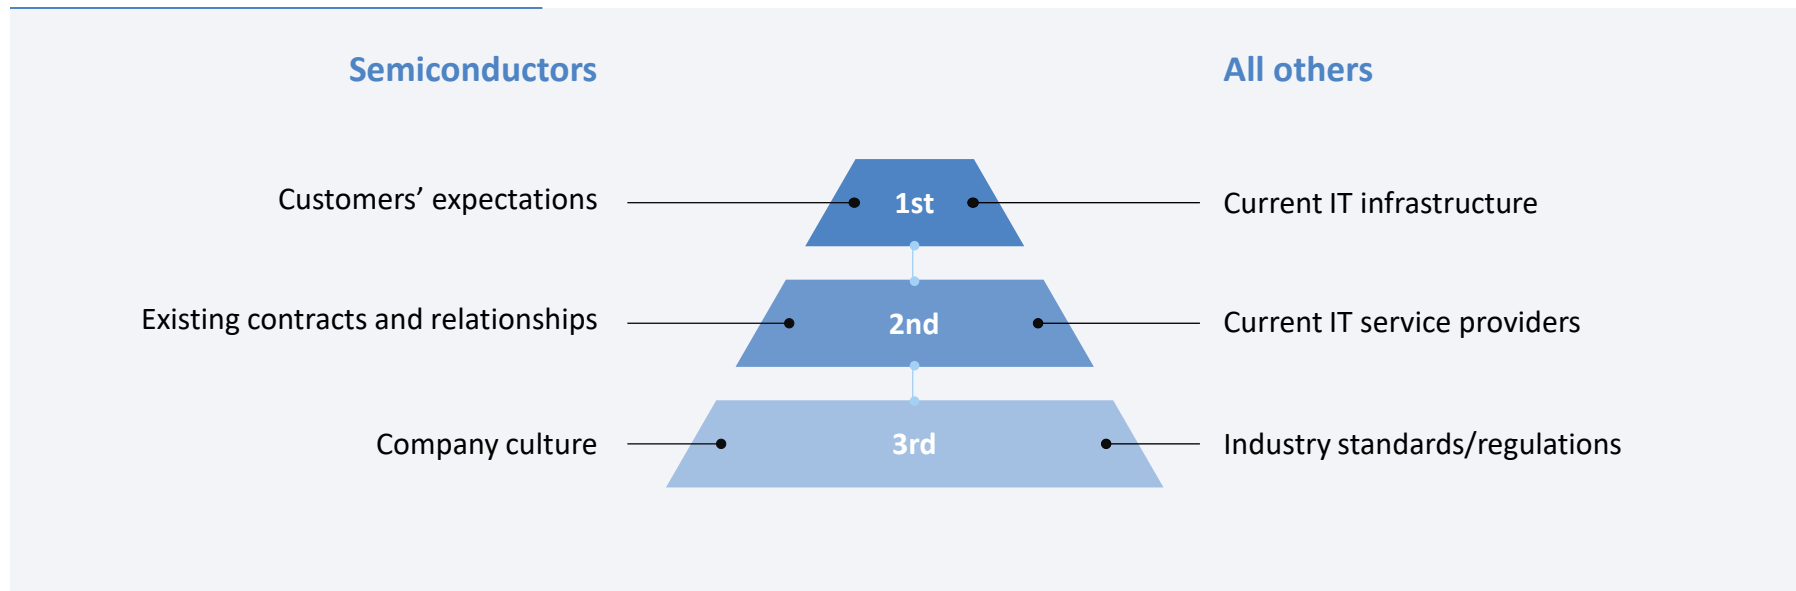 Semiconductors
All others
Customers’ expectations
1st
Current IT infrastructure
Existing contracts and relationships
2nd
Current IT service providers
Company culture
3rd
Industry standards/regulations